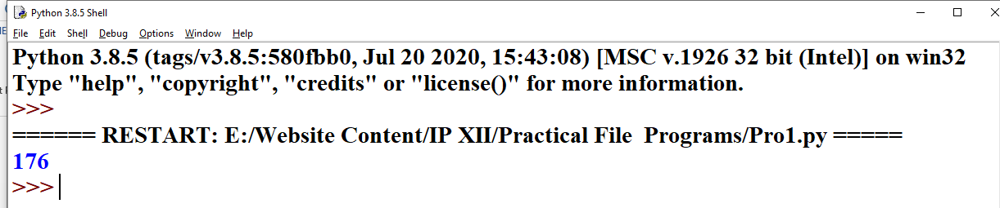 Python 3.8.5 Shell
File Edit Shell Debug Options Window Help
Python 3.8.5 (tags/v3.8.5:580fbb0, Jul 20 2020, 15:43:08) [MSC v.1926 32 bit (Intel)] on win32
Type "help", "copyright", "credits" or "license()" for more information.
>>>
====== RESTART: E:/Website Content/IP XII/Practical File  Programs/Pro1.py =====
176
>>>